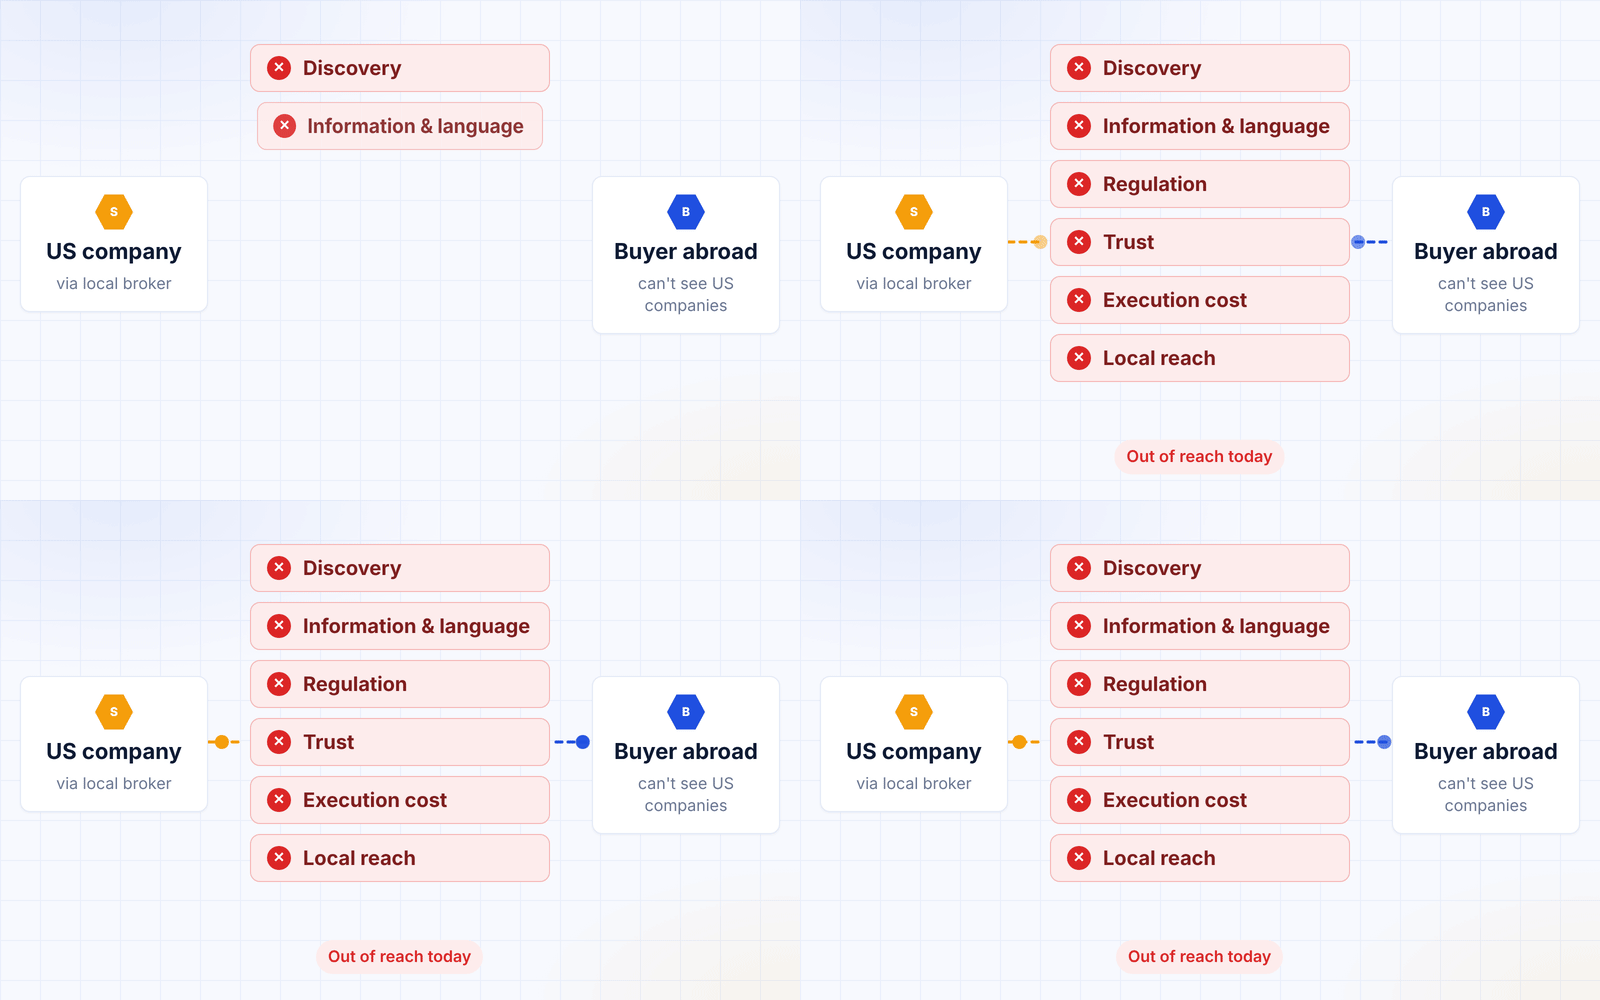 ✕ Discovery
✕ Information & language
S
US company
via local broker
B
Buyer abroad
can't see US
companies
✕ Discovery
✕ Information & language
✕ Regulation
✕ Trust
✕ Execution cost
✕ Local reach
S
US company
via local broker
B
Buyer abroad
can't see US
companies
Out of reach today
✕ Discovery
✕ Information & language
✕ Regulation
✕ Trust
✕ Execution cost
✕ Local reach
S
US company
via local broker
B
Buyer abroad
can't see US
companies
Out of reach today
✕ Discovery
✕ Information & language
✕ Regulation
✕ Trust
✕ Execution cost
✕ Local reach
S
US company
via local broker
B
Buyer abroad
can't see US
companies
Out of reach today